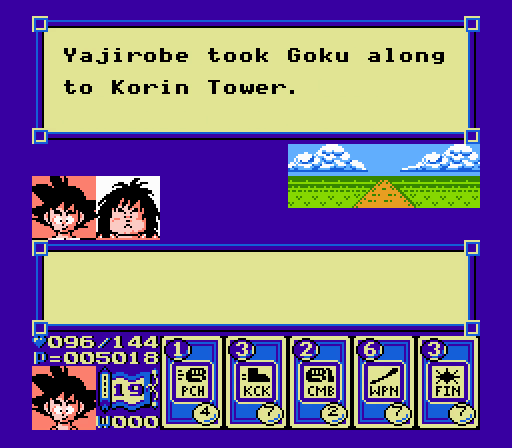 Yajirobe took Goku along
to Korin Tower.
♥096/144
P=005018
19
W000
1 3 2 6 3
PCH KCK CMB WPN FIN
4 7 2 7 7